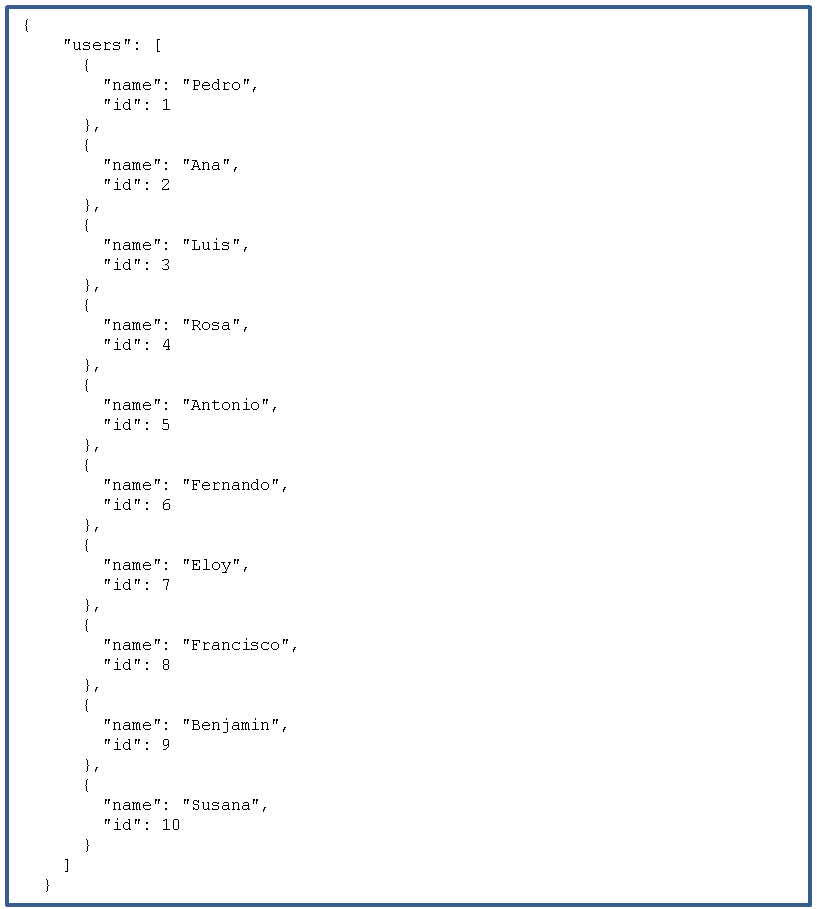 {
    "users": [
      {
        "name": "Pedro",
        "id": 1
      },
      {
        "name": "Ana",
        "id": 2
      },
      {
        "name": "Luis",
        "id": 3
      },
      {
        "name": "Rosa",
        "id": 4
      },
      {
        "name": "Antonio",
        "id": 5
      },
      {
        "name": "Fernando",
        "id": 6
      },
      {
        "name": "Eloy",
        "id": 7
      },
      {
        "name": "Francisco",
        "id": 8
      },
      {
        "name": "Benjamin",
        "id": 9
      },
      {
        "name": "Susana",
        "id": 10
      }
    ]
  }